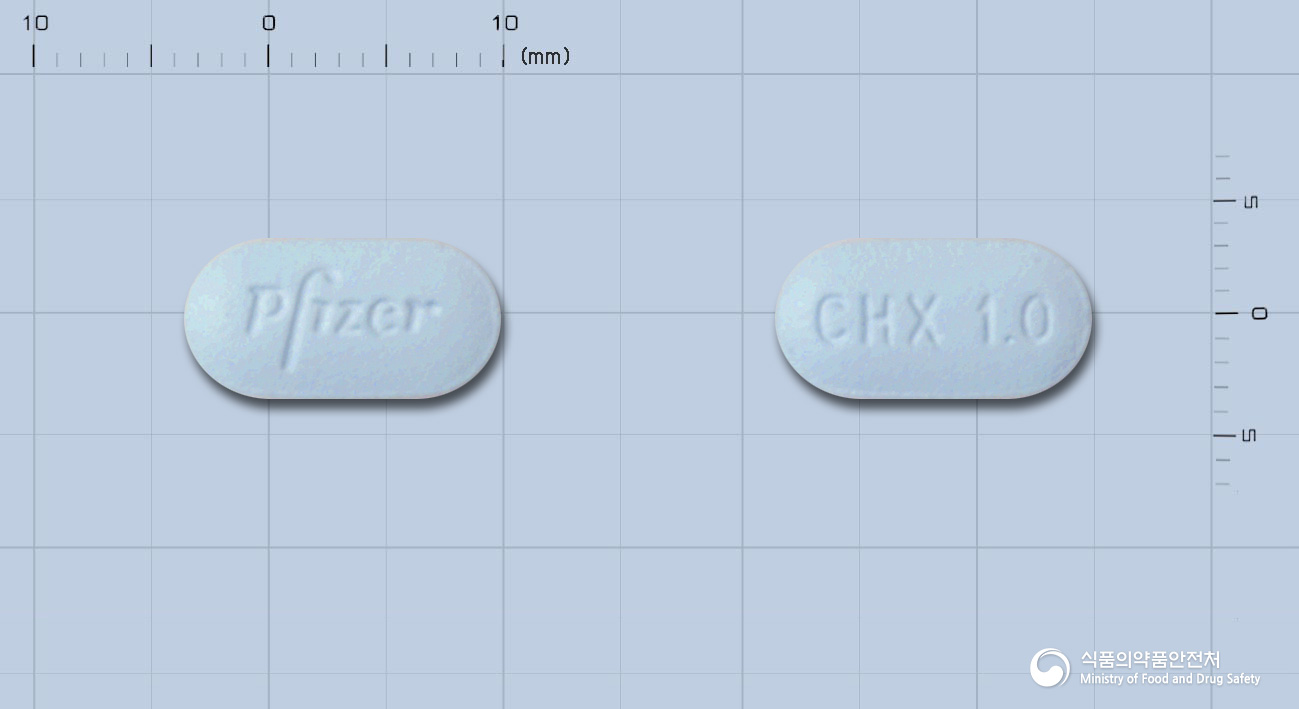 10 0 10
(mm)
5
0
5
Pfizer
CHX 1.0
식품의약품안전처
Ministry of Food and Drug Safety